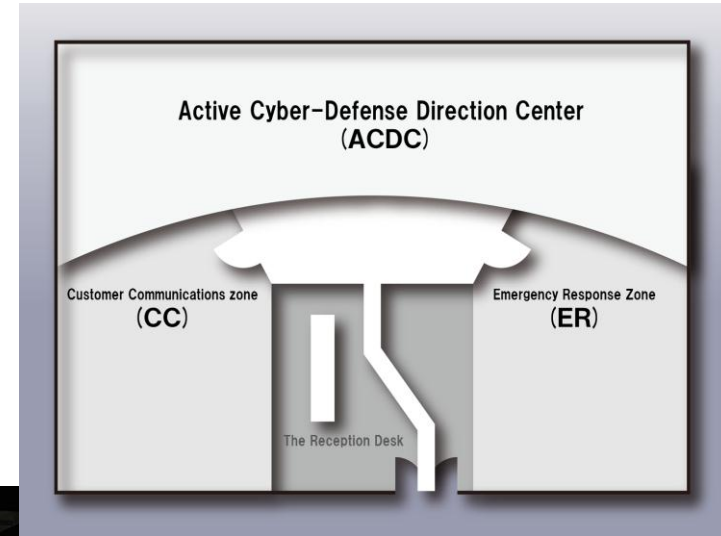 Active Cyber-Defense Direction Center
(ACDC)
Customer Communications zone
(CC)
Emergency Response Zone
(ER)
The Reception Desk